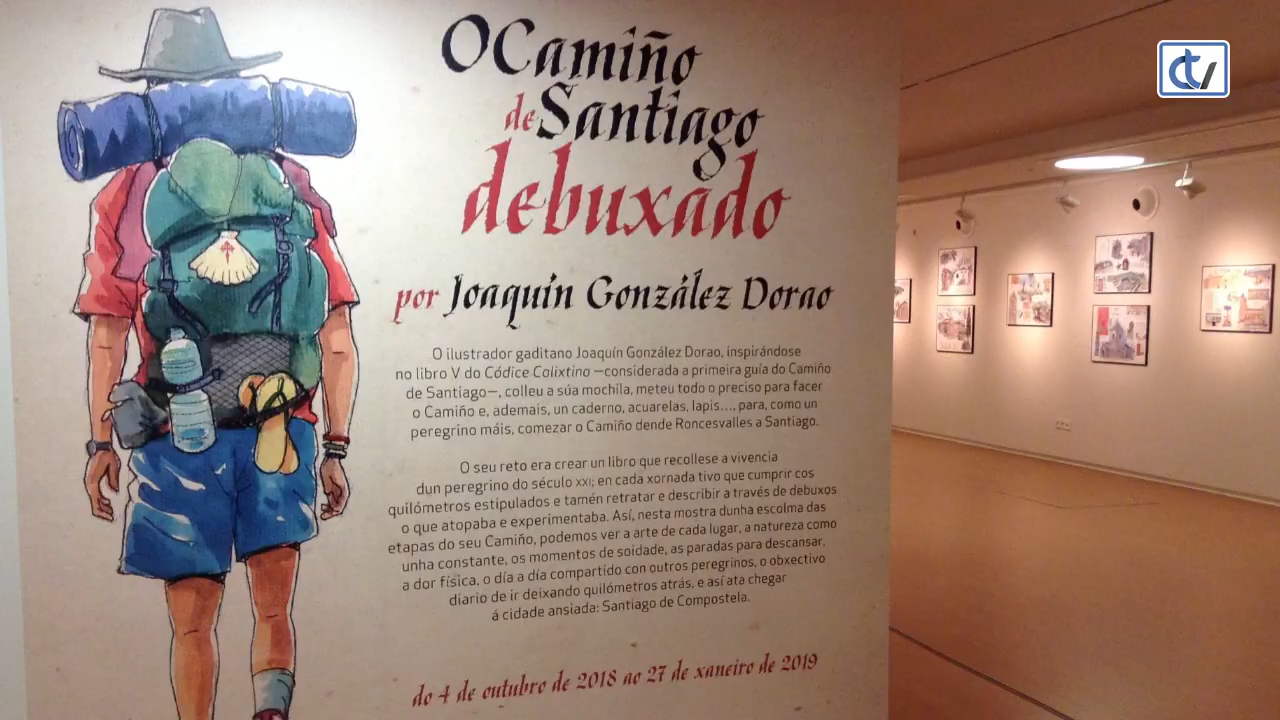 O Camiño
de Santiago
debuxado
por Joaquín González Dorao
O ilustrador gaditano Joaquín González Dorao, inspirándose
no libro V do Códice Calixtino —considerada a primeira guía do Camiño
de Santiago—, colleu a súa mochila, meteu todo o preciso para facer
o Camiño e, ademais, un caderno, acuarelas, lapis..., para, como un
peregrino máis, comezar o Camiño dende Roncesvalles a Santiago.
O seu reto era crear un libro que recollese a vivencia
dun peregrino do século XXI; en cada xornada tivo que cumprir cos
quilómetros estipulados e tamén retratar e describir a través de debuxos
o que atopaba e experimentaba. Así, nesta mostra dunha escolma das
etapas do seu Camiño, podemos ver a arte de cada lugar, a natureza como
unha constante, os momentos de soidade, as paradas para descansar,
a dor física, o día a día compartido con outros peregrinos, o obxectivo
diario de ir deixando quilómetros atrás, e así ata chegar
á cidade ansiada: Santiago de Compostela.
do 4 de outubro de 2018 ao 27 de xaneiro de 2019
ctv